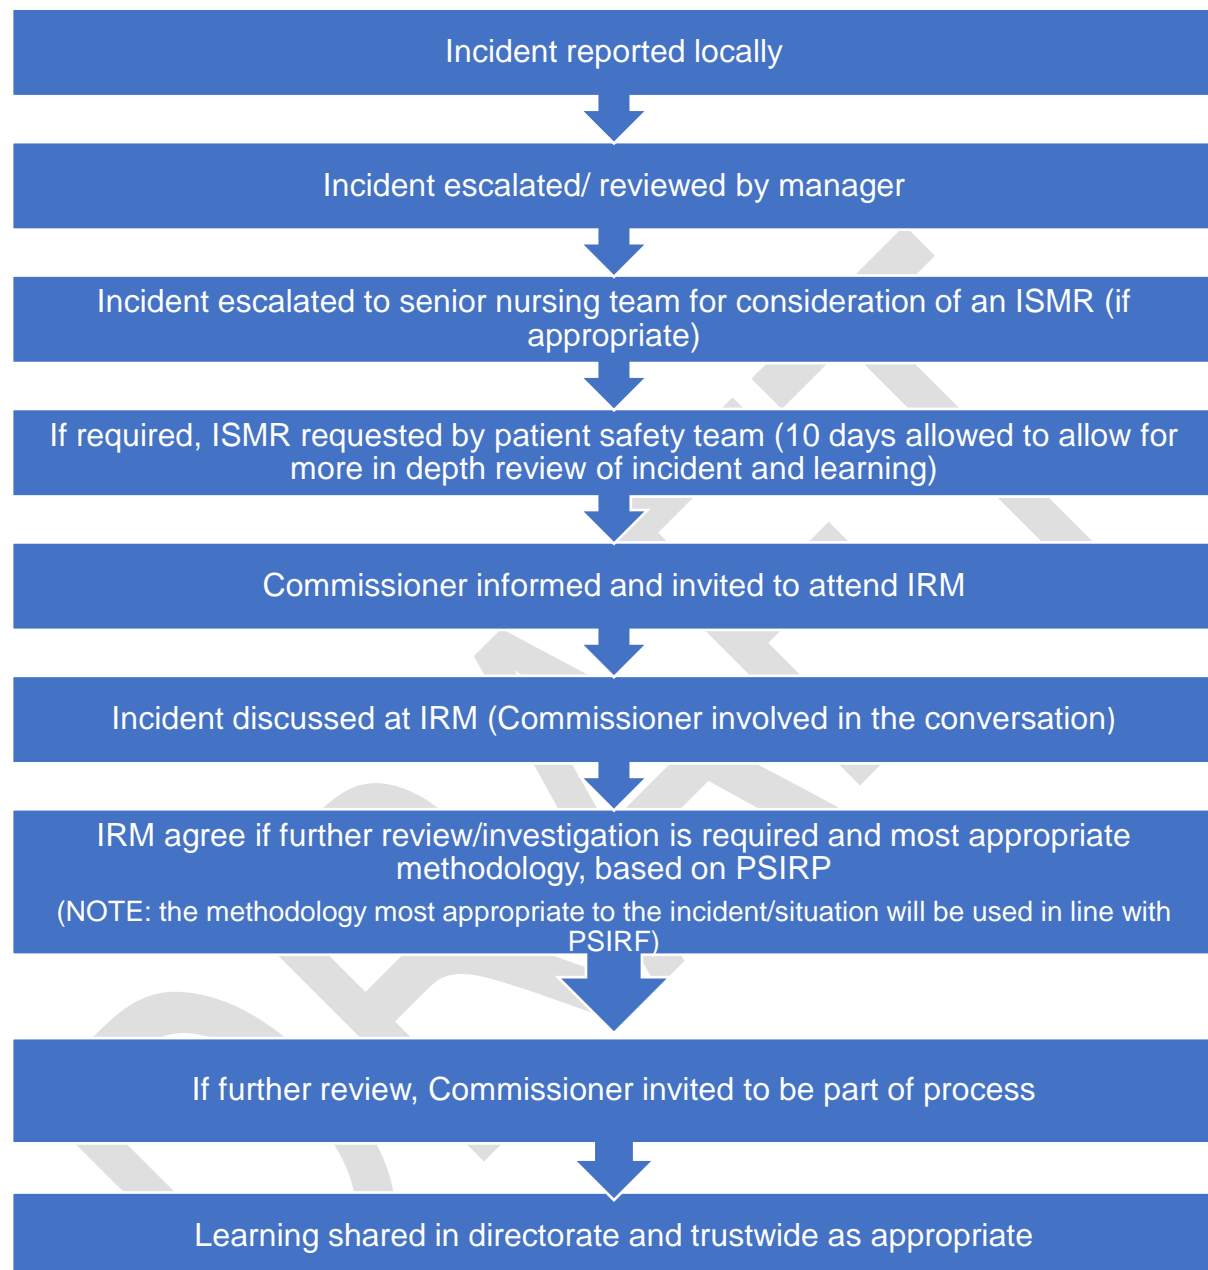 Incident reported locally
Incident escalated/ reviewed by manager
Incident escalated to senior nursing team for consideration of an ISMR (if
appropriate)
If required, ISMR requested by patient safety team (10 days allowed to allow for
more in depth review of incident and learning)
Commissioner informed and invited to attend IRM
Incident discussed at IRM (Commissioner involved in the conversation)
IRM agree if further review/investigation is required and most appropriate
methodology, based on PSIRP
(NOTE: the methodology most appropriate to the incident/situation will be used in line with
PSIRF)
If further review, Commissioner invited to be part of process
Learning shared in directorate and trustwide as appropriate